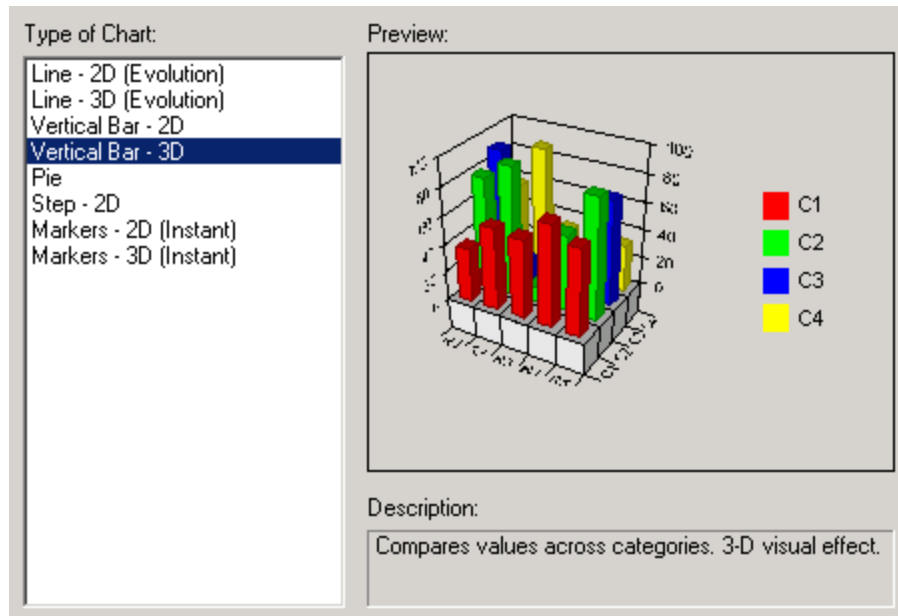 Type of Chart:
Line - 2D (Evolution)
Line - 3D (Evolution)
Vertical Bar - 2D
Vertical Bar - 3D
Pie
Step - 2D
Markers - 2D (Instant)
Markers - 3D (Instant)
Preview:
100
80
60
40
20
0
C1
C2
C3
C4
Description:
Compares values across categories. 3-D visual effect.